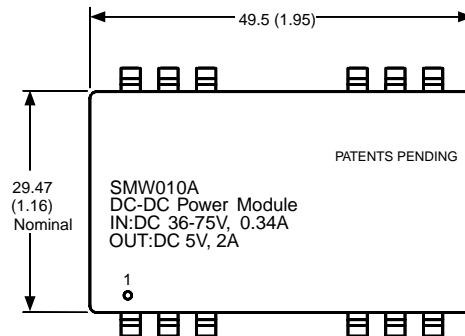 49.5 (1.95)
PATENTS PENDING
29.47
(1.16)
Nominal
SMW010A
DC-DC Power Module
IN:DC 36-75V, 0.34A
OUT:DC 5V, 2A
1